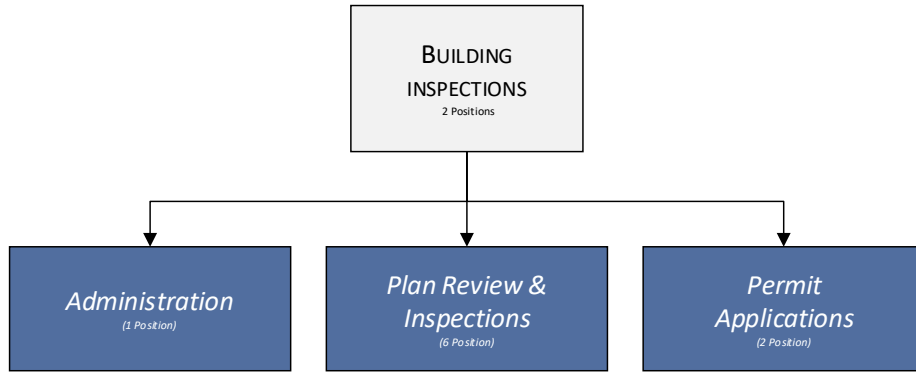 BUILDING
INSPECTIONS
2 Positions
Administration
(1 Position)
Plan Review &
Inspections
(6 Position)
Permit
Applications
(2 Position)